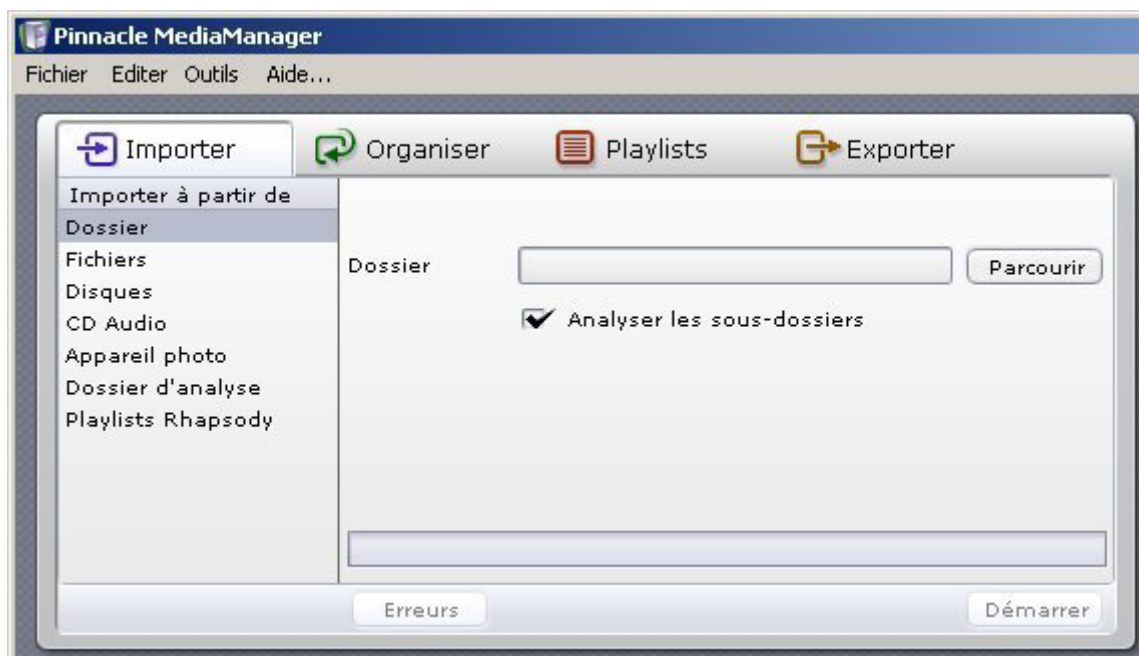 Pinnacle MediaManager
Fichier Editer Outils Aide...
Importer Organiser Playlists Exporter
Importer à partir de
Dossier
Fichiers
Disques
CD Audio
Appareil photo
Dossier d'analyse
Playlists Rhapsody
Dossier Parcourir
Analyser les sous-dossiers
Erreurs Démarrer